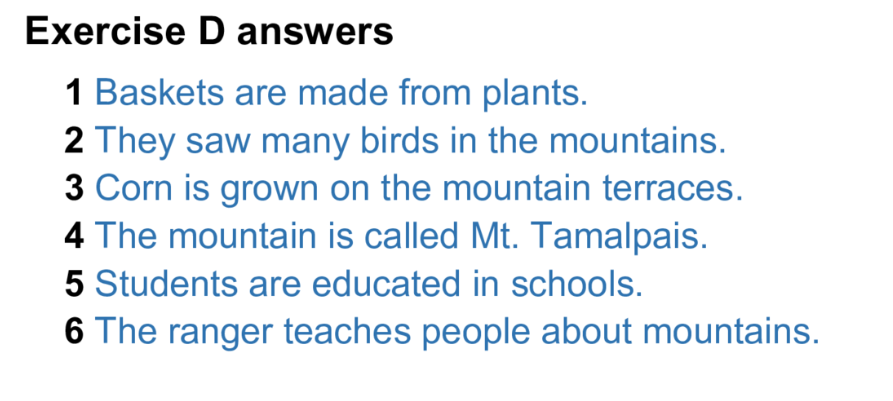 Exercise D answers
1 Baskets are made from plants.
2 They saw many birds in the mountains.
3 Corn is grown on the mountain terraces.
4 The mountain is called Mt. Tamalpais.
5 Students are educated in schools.
6 The ranger teaches people about mountains.